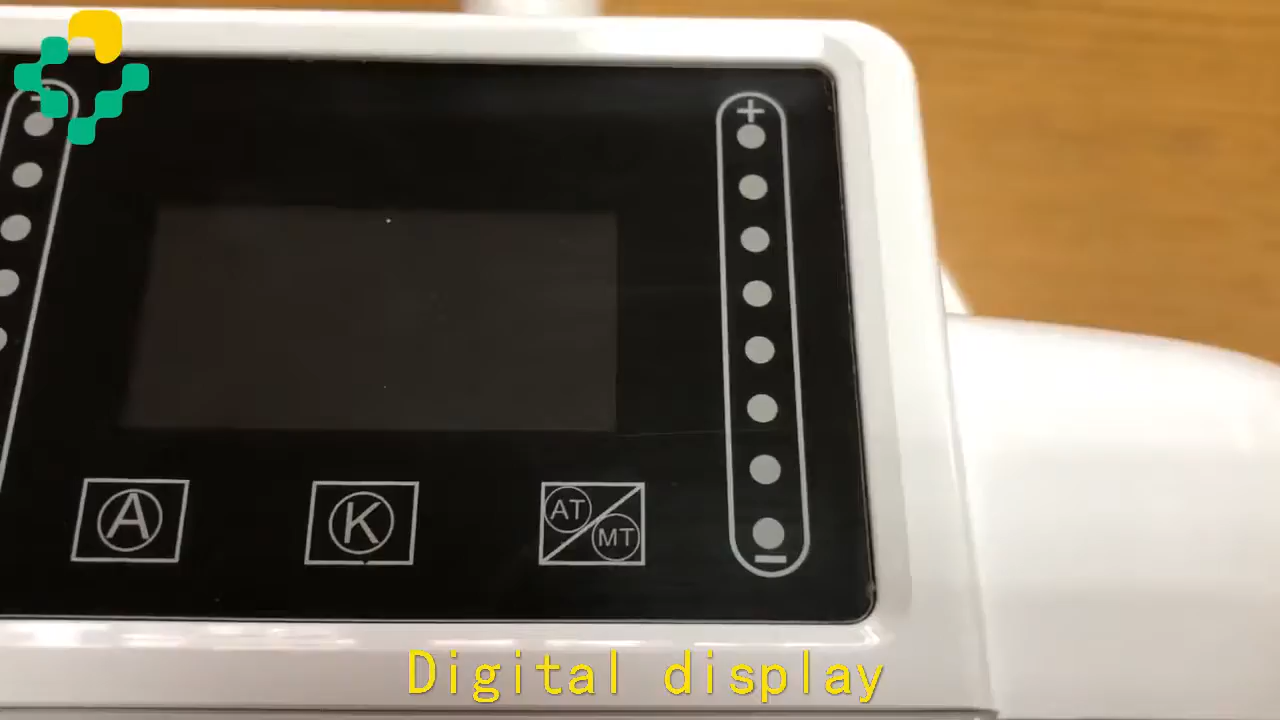 +
A
K
AT
MT
−
Digital display